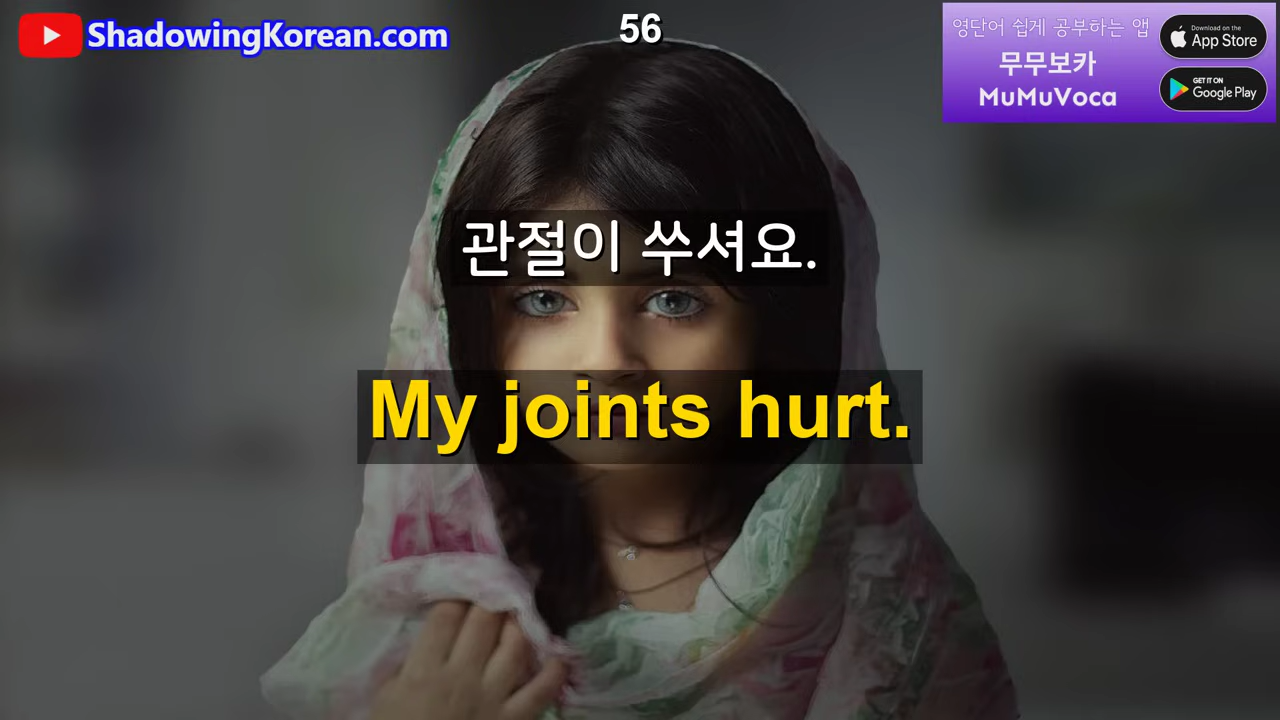 ShadowingKorean.com
56
영단어 쉽게 공부하는 앱
무무보카
MuMuVoca
Download on the
App Store
GET IT ON
Google Play
관절이 쑤셔요.
My joints hurt.